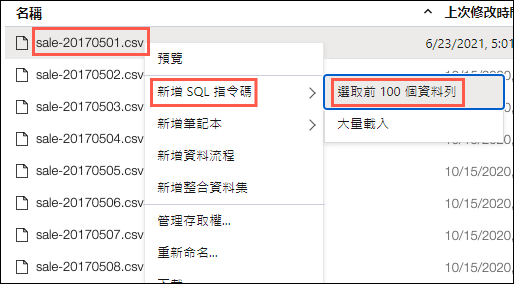 名稱
上次修改時間
sale-20170501.csv
6/23/2021, 5:01
預覽
sale-20170502.csv
10/15/2020,
新增 SQL 指令碼
選取前 100 個資料列
sale-20170503.csv
新增筆記本
大量載入
sale-20170504.csv
新增資料流程
sale-20170505.csv
10/15/2020,
新增整合資料集
sale-20170506.csv
10/15/2020,
管理存取權...
sale-20170507.csv
10/15/2020,
重新命名...
sale-20170508.csv
10/15/2020,